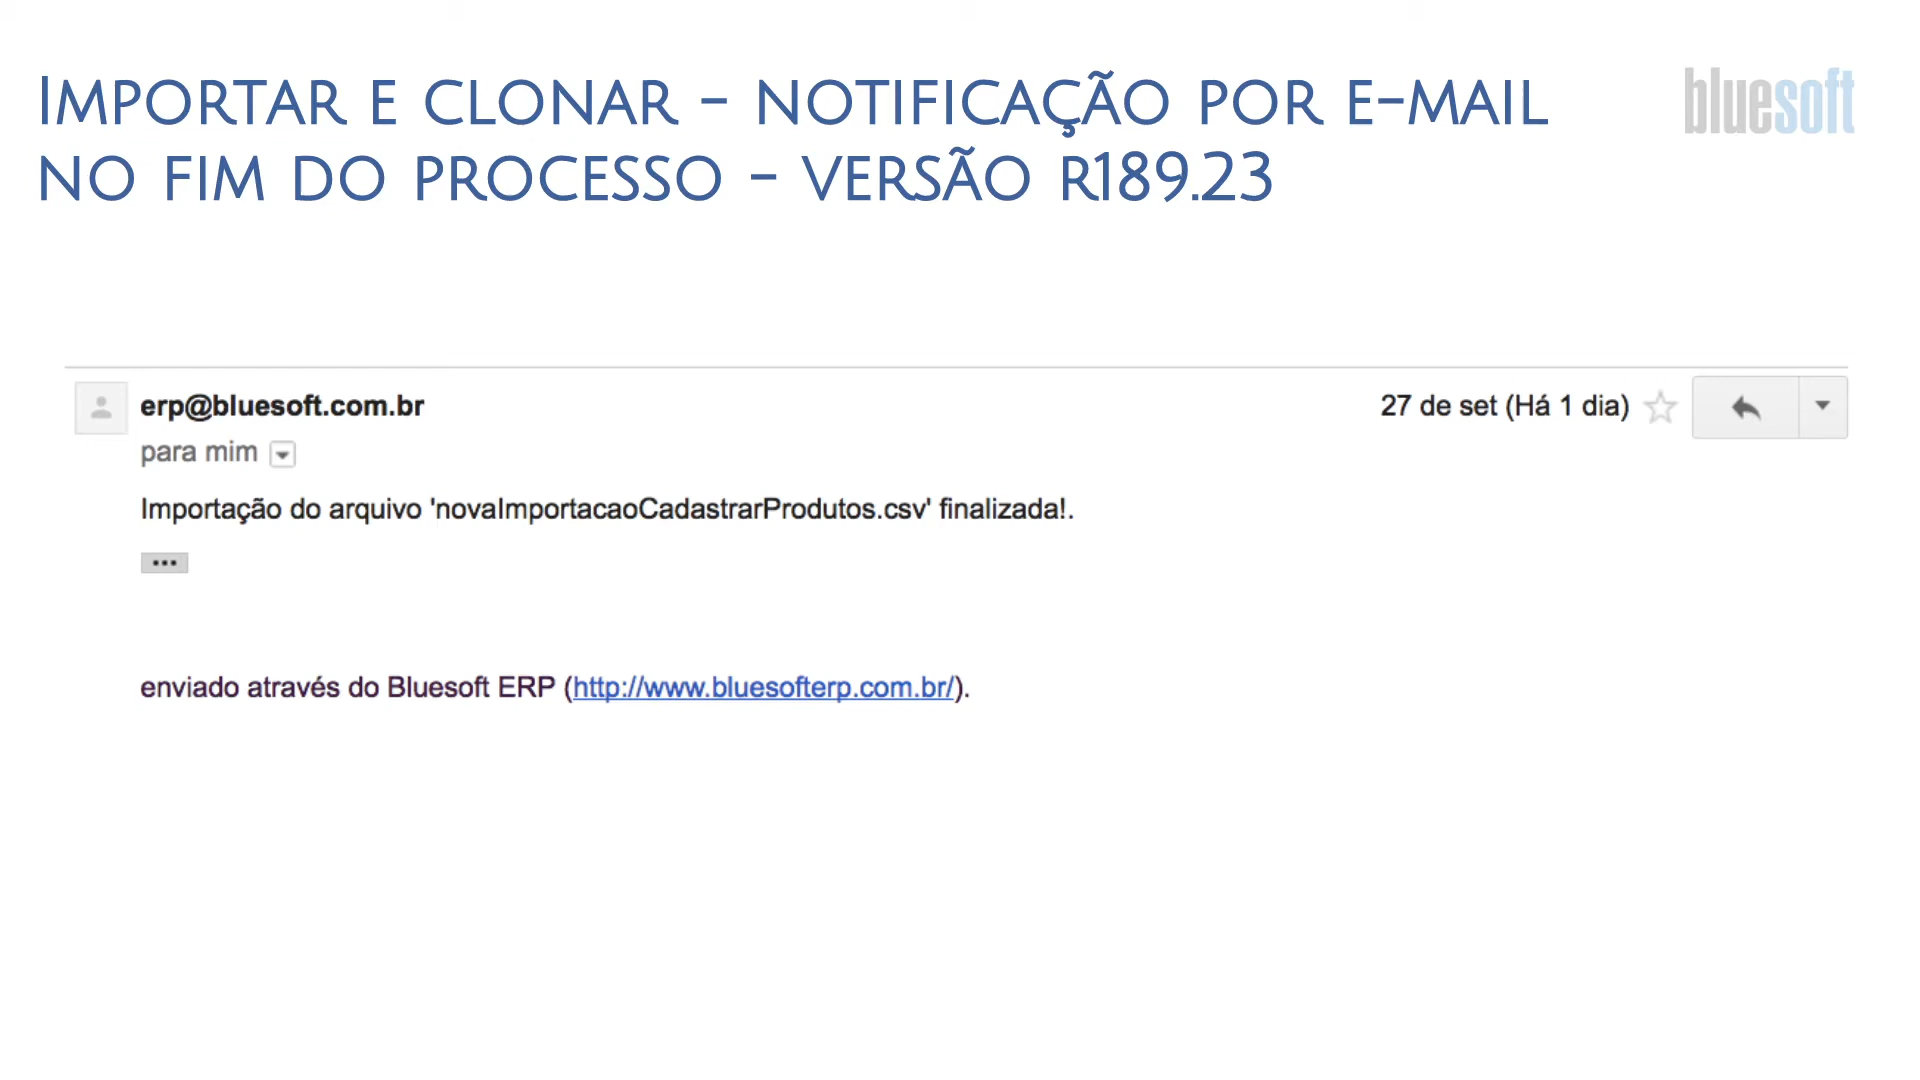 Importar e clonar - notificação por e-mail
no fim do processo - versão r189.23
bluesoft
erp@bluesoft.com.br
27 de set (Há 1 dia)
para mim
Importação do arquivo 'novaImportacaoCadastrarProdutos.csv' finalizada!.
enviado através do Bluesoft ERP (http://www.bluesofterp.com.br/).